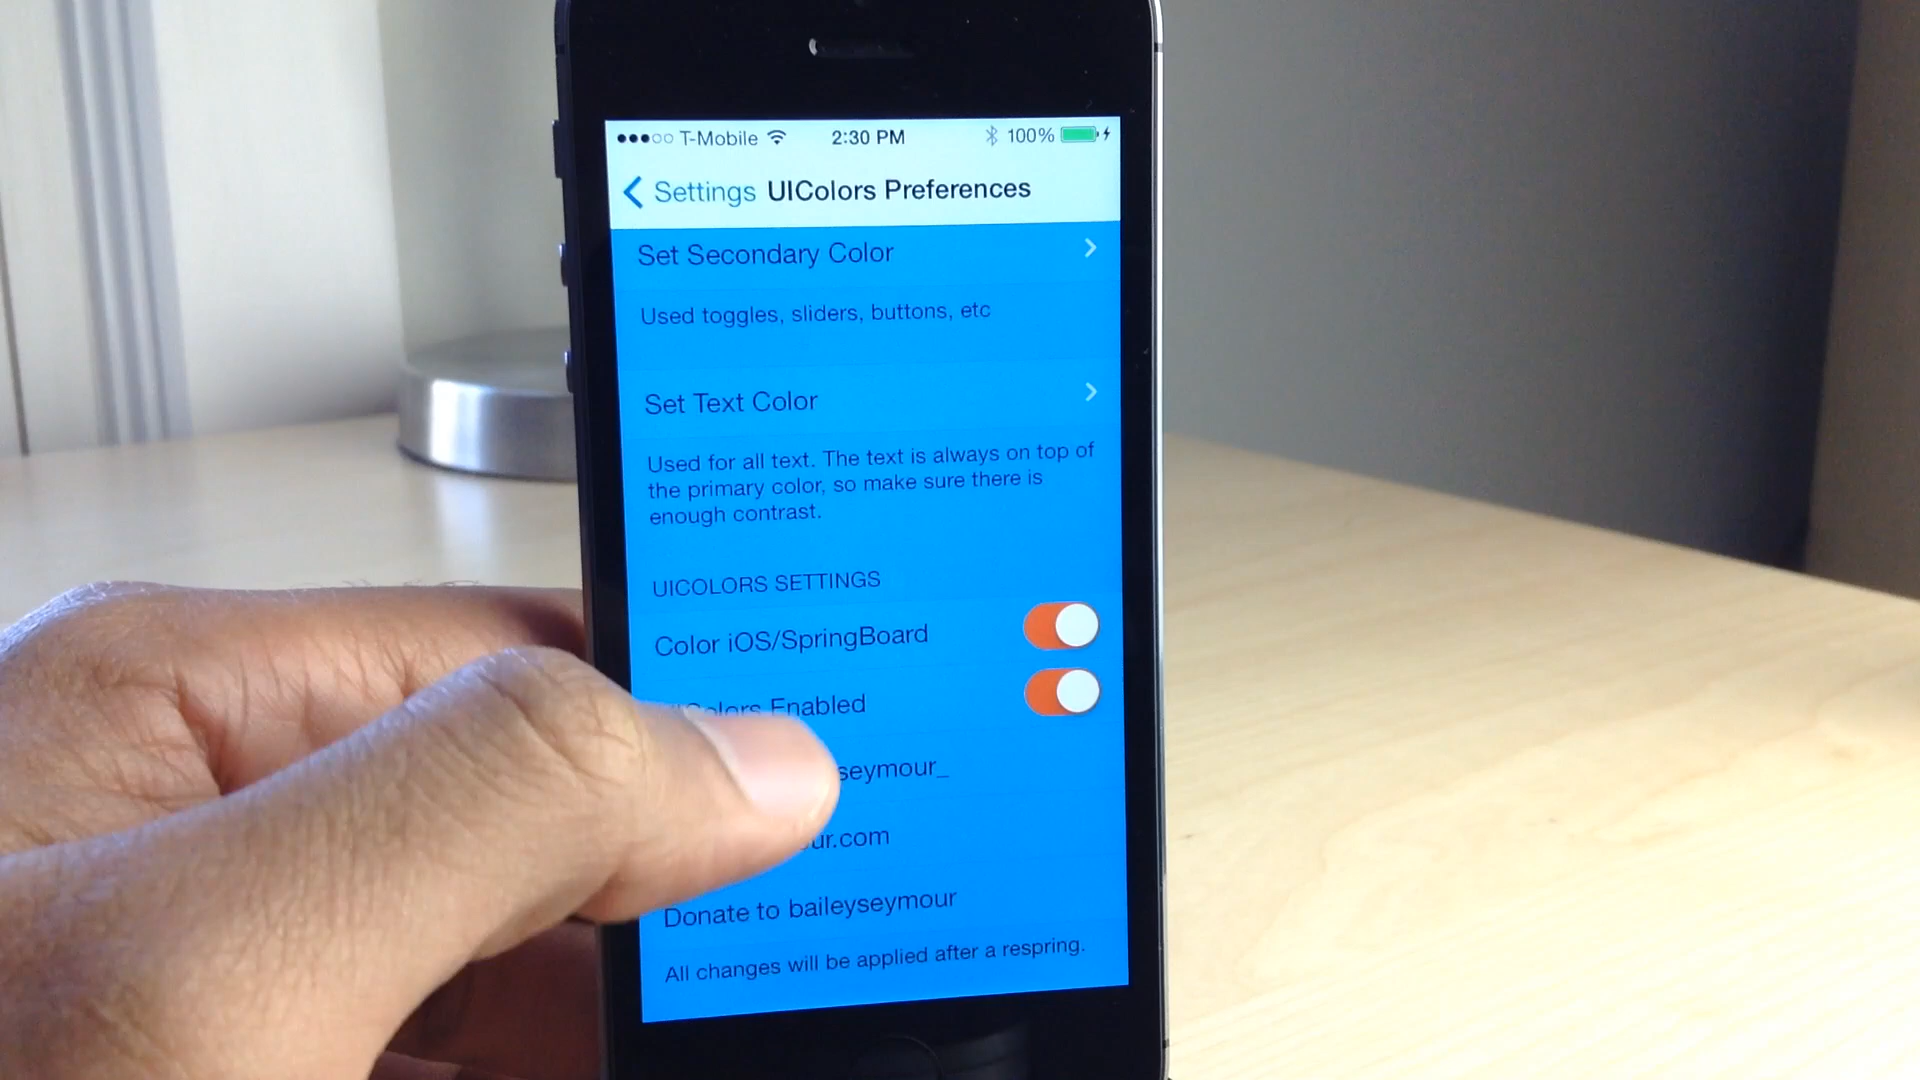 T-Mobile 2:30 PM 100%
Settings UIColors Preferences
Set Secondary Color
Used toggles, sliders, buttons, etc
Set Text Color
Used for all text. The text is always on top of
the primary color, so make sure there is
enough contrast.
UICOLORS SETTINGS
Color iOS/SpringBoard
Enabled
seymour_
ur.com
Donate to baileyseymour
All changes will be applied after a respring.